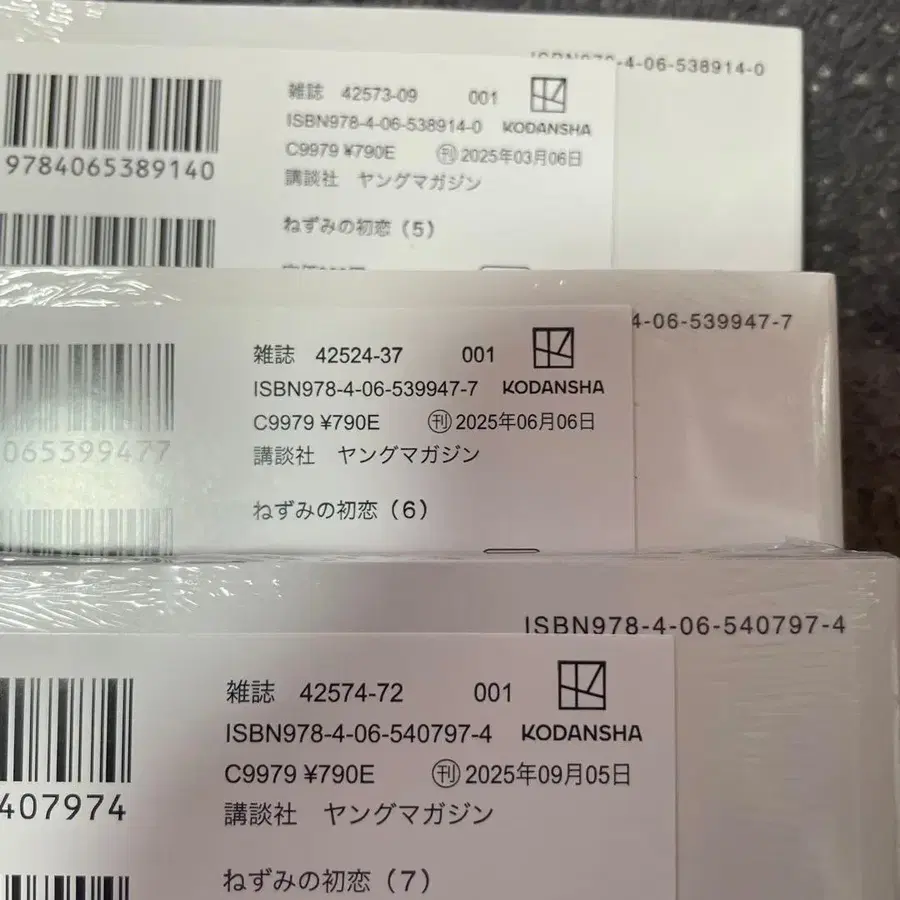 ISBN978-4-06-538914-0
雑誌 42573-09 001
ISBN978-4-06-538914-0 KODANSHA
C9979 ¥790E ㊞2025年03月06日
9784065389140
講談社 ヤングマガジン
ねずみの初恋（5）
4-06-539947-7
雑誌 42524-37 001
ISBN978-4-06-539947-7 KODANSHA
C9979 ¥790E 刊2025年06月06日
065399477
講談社 ヤングマガジン
ねずみの初恋（6）
ISBN978-4-06-540797-4
雑誌 42574-72 001
ISBN978-4-06-540797-4 KODANSHA
C9979 ¥790E 刊2025年09月05日
407974
講談社 ヤングマガジン
ねずみの初恋（7）